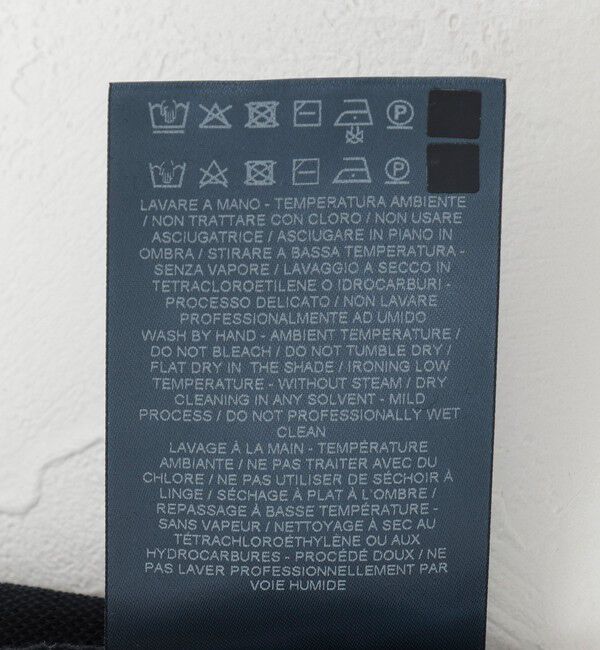 P
P
LAVARE A MANO - TEMPERATURA AMBIENTE
/ NON TRATTARE CON CLORO / NON USARE
ASCIUGATRICE / ASCIUGARE IN PIANO IN
OMBRA / STIRARE A BASSA TEMPERATURA -
SENZA VAPORE / LAVAGGIO A SECCO IN
TETRACLOROETILENE O IDROCARBURI -
PROCESSO DELICATO / NON LAVARE
PROFESSIONALMENTE AD UMIDO
WASH BY HAND - AMBIENT TEMPERATURE /
DO NOT BLEACH / DO NOT TUMBLE DRY /
FLAT DRY IN THE SHADE / IRONING LOW
TEMPERATURE - WITHOUT STEAM / DRY
CLEANING IN ANY SOLVENT - MILD
PROCESS / DO NOT PROFESSIONALLY WET
CLEAN
LAVAGE À LA MAIN - TEMPÉRATURE
AMBIANTE / NE PAS TRAITER AVEC DU
CHLORE / NE PAS UTILISER DE SÉCHOIR À
LINGE / SÉCHAGE À PLAT À L'OMBRE /
REPASSAGE À BASSE TEMPÉRATURE -
SANS VAPEUR / NETTOYAGE À SEC AU
TÉTRACHLOROÉTHYLÈNE OU AUX
HYDROCARBURES - PROCÉDÉ DOUX / NE
PAS LAVER PROFESSIONNELLEMENT PAR
VOIE HUMIDE